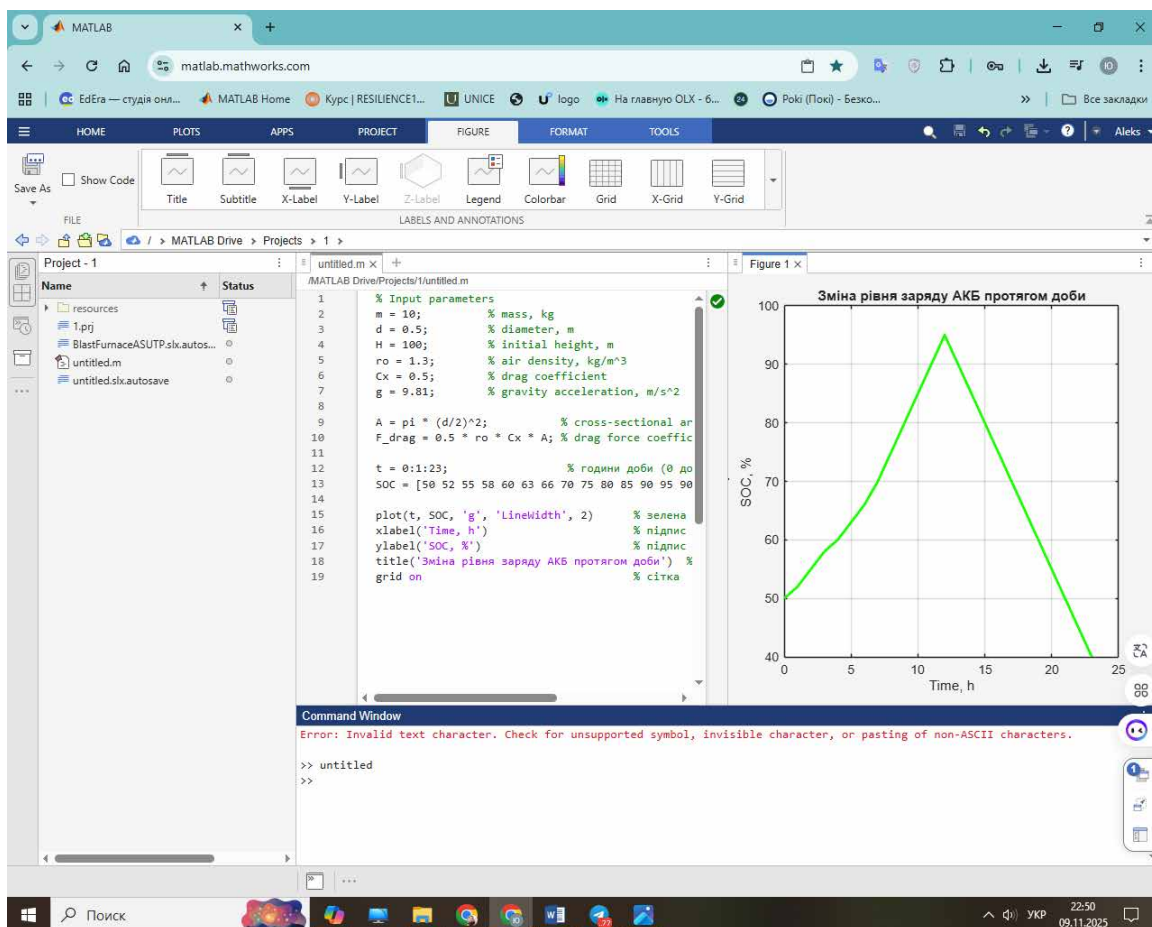 MATLAB
matlab.mathworks.com
EdEra — студія онл...
MATLAB Home
Курс | RESILIENCE1...
UNICE
logo
На главную OLX - б...
Poki (Покі) - Безко...
»
Все закладки
HOME PLOTS APPS PROJECT FIGURE FORMAT TOOLS
Aleks
Save As
Show Code
Title Subtitle X-Label Y-Label Z-Label Legend Colorbar Grid X-Grid Y-Grid
FILE
LABELS AND ANNOTATIONS
/ > MATLAB Drive > Projects > 1 >
Project - 1
Name Status
resources
1.prj
BlastFurnaceASUTP.slx.autos...
untitled.m
untitled.slx.autosave
untitled.m
/MATLAB Drive/Projects/1/untitled.m
1 % Input parameters
2 m = 10; % mass, kg
3 d = 0.5; % diameter, m
4 H = 100; % initial height, m
5 ro = 1.3; % air density, kg/m^3
6 Cx = 0.5; % drag coefficient
7 g = 9.81; % gravity acceleration, m/s^2
8
9 A = pi * (d/2)^2; % cross-sectional ar
10 F_drag = 0.5 * ro * Cx * A; % drag force coeffic
11
12 t = 0:1:23; % години доби (0 до
13 SOC = [50 52 55 58 60 63 66 70 75 80 85 90 95 90
14
15 plot(t, SOC, 'g', 'LineWidth', 2) % зелена
16 xlabel('Time, h') % підпис
17 ylabel('SOC, %') % підпис
18 title('Зміна рівня заряду АКБ протягом доби') %
19 grid on % сітка
Figure 1
Зміна рівня заряду АКБ протягом доби
100
90
80
70
60
50
40
SOC, %
0 5 10 15 20 25
Time, h
Command Window
Error: Invalid text character. Check for unsupported symbol, invisible character, or pasting of non-ASCII characters.
>> untitled
>>
1
Поиск
УКР
22:50
09.11.2025